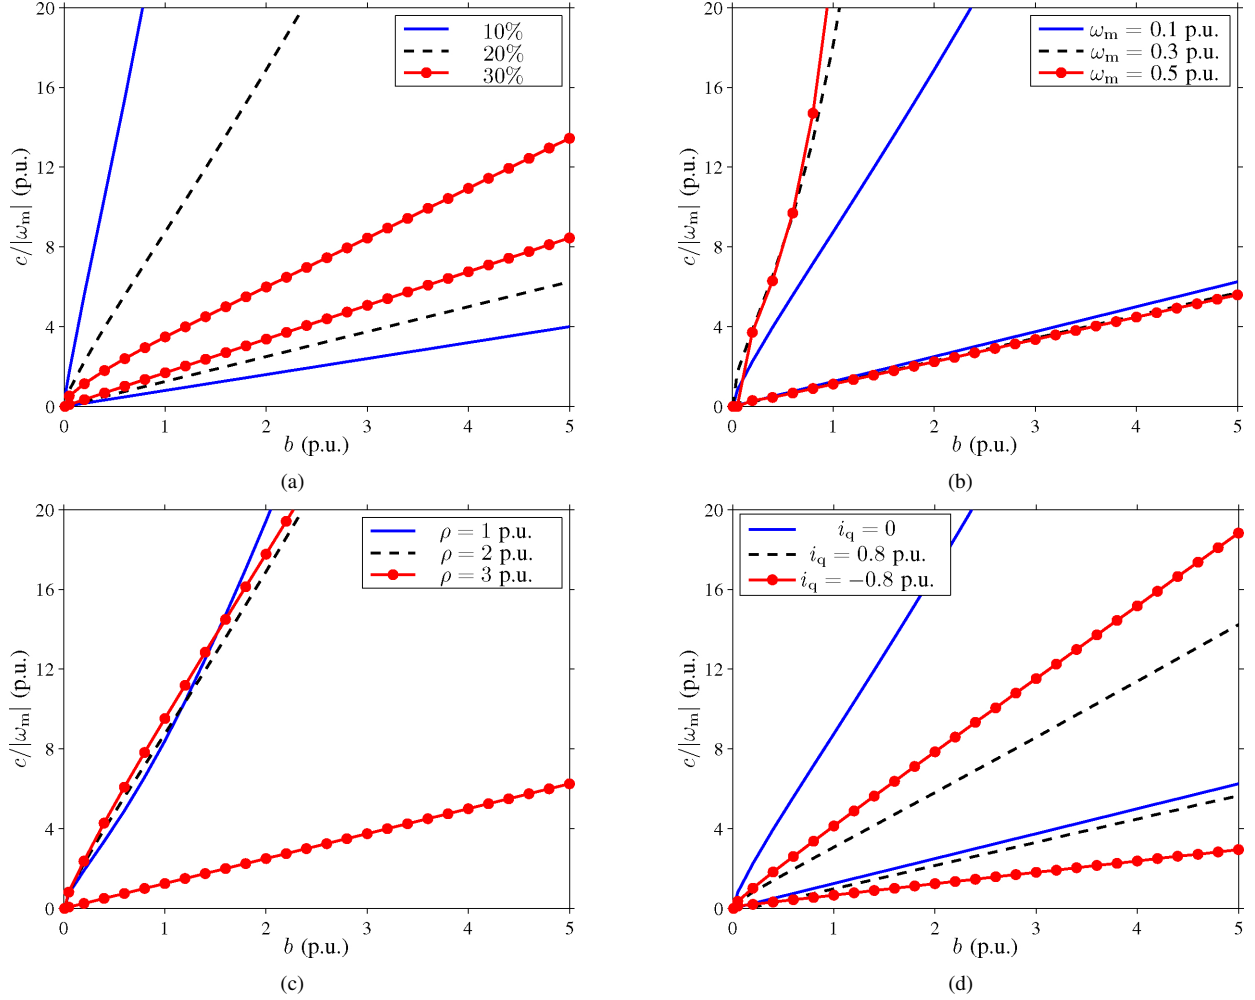 20
16
12
8
4
0
c/|ωm| (p.u.)
10%
20%
30%
0 1 2 3 4 5
b (p.u.)
(a)
20
16
12
8
4
0
c/|ωm| (p.u.)
ωm = 0.1 p.u.
ωm = 0.3 p.u.
ωm = 0.5 p.u.
0 1 2 3 4 5
b (p.u.)
(b)
20
16
12
8
4
0
c/|ωm| (p.u.)
ρ = 1 p.u.
ρ = 2 p.u.
ρ = 3 p.u.
0 1 2 3 4 5
b (p.u.)
(c)
20
16
12
8
4
0
c/|ωm| (p.u.)
iq = 0
iq = 0.8 p.u.
iq = −0.8 p.u.
0 1 2 3 4 5
b (p.u.)
(d)